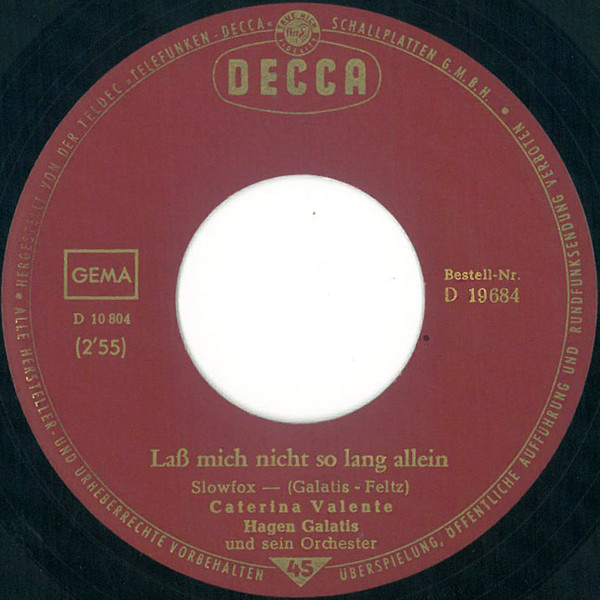 DECCA
GEMA
D 10 804
(2'55)
Bestell-Nr.
D 19684
Laß mich nicht so lang allein
Slowfox — (Galatis - Feltz)
Caterina Valente
Hagen Galatis
und sein Orchester
45
• HERGESTELLT VON DER TELDEC »TELEFUNKEN - DECCA« SCHALLPLATTEN G.M.B.H. •
• ALLE HERSTELLER- UND URHEBERRECHTE VORBEHALTEN
ÜBERSPIELUNG, ÖFFENTLICHE AUFFÜHRUNG UND RUNDFUNKSENDUNG VERBOTEN